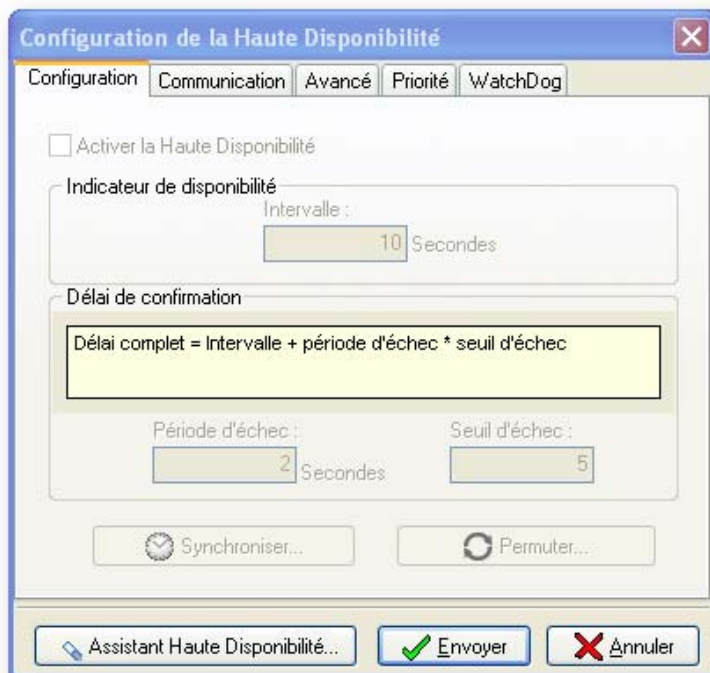 Configuration de la Haute Disponibilité
Configuration Communication Avancé Priorité WatchDog
Activer la Haute Disponibilité
Indicateur de disponibilité
Intervalle :
10 Secondes
Délai de confirmation
Délai complet = Intervalle + période d'échec * seuil d'échec
Période d'échec : Seuil d'échec :
2 Secondes 5
Synchroniser... Permuter...
Assistant Haute Disponibilité... Envoyer Annuler